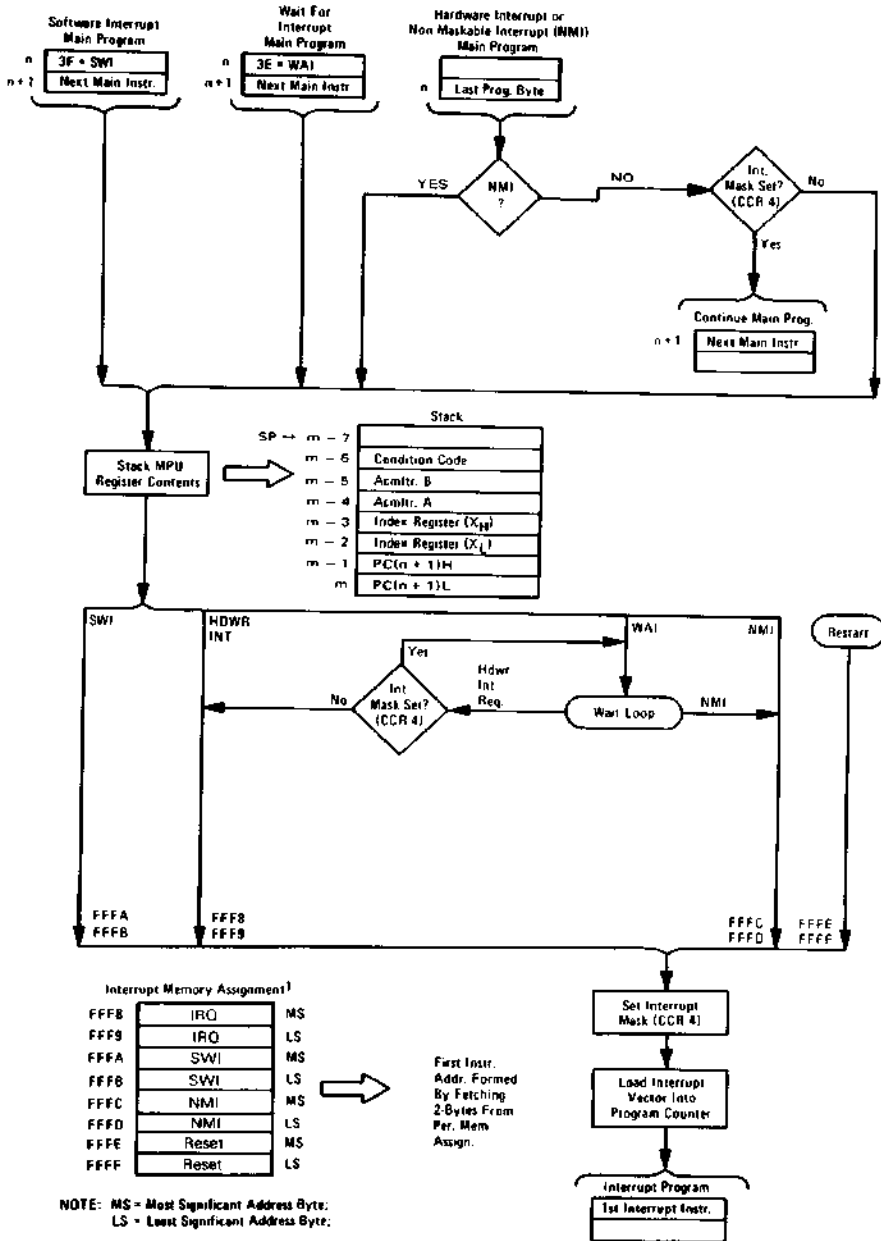 Software Interrupt
Main Program
n
3F = SWI
n + 1
Next Main Instr.
Wait For
Interrupt
Main Program
n
3E = WAI
n + 1
Next Main Instr
Hardware Interrupt or
Non Maskable Interrupt (NMI)
Main Program
n
Last Prog. Byte
YES
NMI
?
NO
Int.
Mask Set?
(CCR 4)
No
Yes
Continue Main Prog.
n + 1
Next Main Instr
Stack MPU
Register Contents
Stack
SP → m – 7
m – 6
Condition Code
m – 5
Acmltr. B
m – 4
Acmltr. A
m – 3
Index Register (XH)
m – 2
Index Register (XL)
m – 1
PC(n + 1)H
m
PC(n + 1)L
SWI
HDWR
INT
Yes
WAI
NMI
Restart
No
Int
Mask Set?
(CCR 4)
Hdwr
Int
Req.
Wait Loop
NMI
FFFA
FFFB
FFF8
FFF9
FFFC
FFFD
FFFE
FFFF
Interrupt Memory Assignment1
FFF8 IRQ MS
FFF9 IRQ LS
FFFA SWI MS
FFFB SWI LS
FFFC NMI MS
FFFD NMI LS
FFFE Reset MS
FFFF Reset LS
First Instr.
Addr. Formed
By Fetching
2-Bytes From
Per. Mem
Assign.
Set Interrupt
Mask (CCR 4)
Load Interrupt
Vector Into
Program Counter
Interrupt Program
1st Interrupt Instr.
NOTE: MS = Most Significant Address Byte;
LS = Least Significant Address Byte;